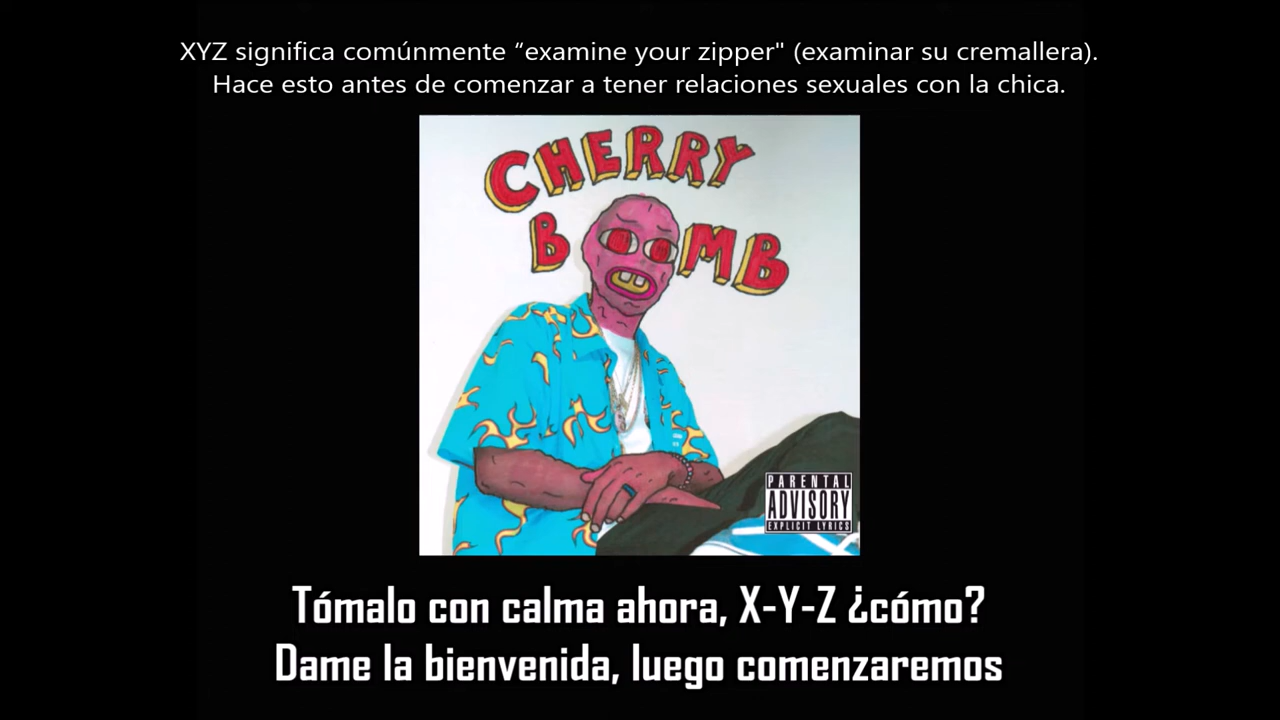 XYZ significa comúnmente “examine your zipper" (examinar su cremallera).
Hace esto antes de comenzar a tener relaciones sexuales con la chica.
CHERRY
BOMB
PARENTAL
ADVISORY
EXPLICIT LYRICS
Tómalo con calma ahora, X-Y-Z ¿cómo?
Dame la bienvenida, luego comenzaremos